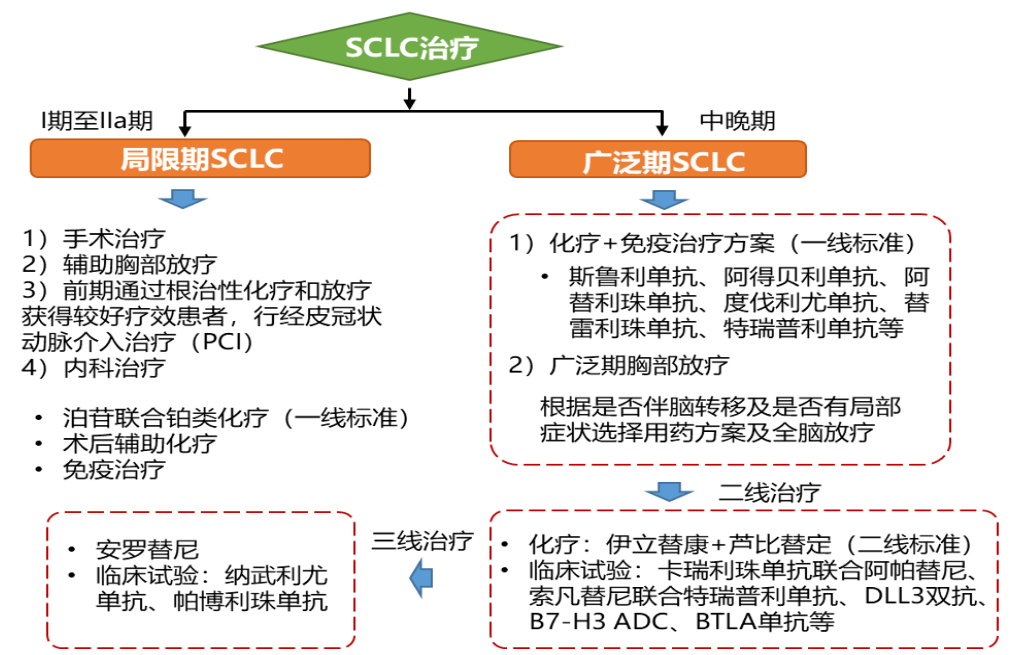 SCLC治疗
I期至IIa期
局限期SCLC
1）手术治疗
2）辅助胸部放疗
3）前期通过根治性化疗和放疗
获得较好疗效患者，行经皮冠状
动脉介入治疗（PCI）
4）内科治疗
• 泊苷联合铂类化疗（一线标准）
• 术后辅助化疗
• 免疫治疗
中晚期
广泛期SCLC
1）化疗+免疫治疗方案（一线标准）
• 斯鲁利单抗、阿得贝利单抗、阿
替利珠单抗、度伐利尤单抗、替
雷利珠单抗、特瑞普利单抗等
2）广泛期胸部放疗
根据是否伴脑转移及是否有局部
症状选择用药方案及全脑放疗
二线治疗
• 化疗：伊立替康+芦比替定（二线标准）
• 临床试验：卡瑞利珠单抗联合阿帕替尼、
索凡替尼联合特瑞普利单抗、DLL3双抗、
B7-H3 ADC、BTLA单抗等
三线治疗
• 安罗替尼
• 临床试验：纳武利尤
单抗、帕博利珠单抗